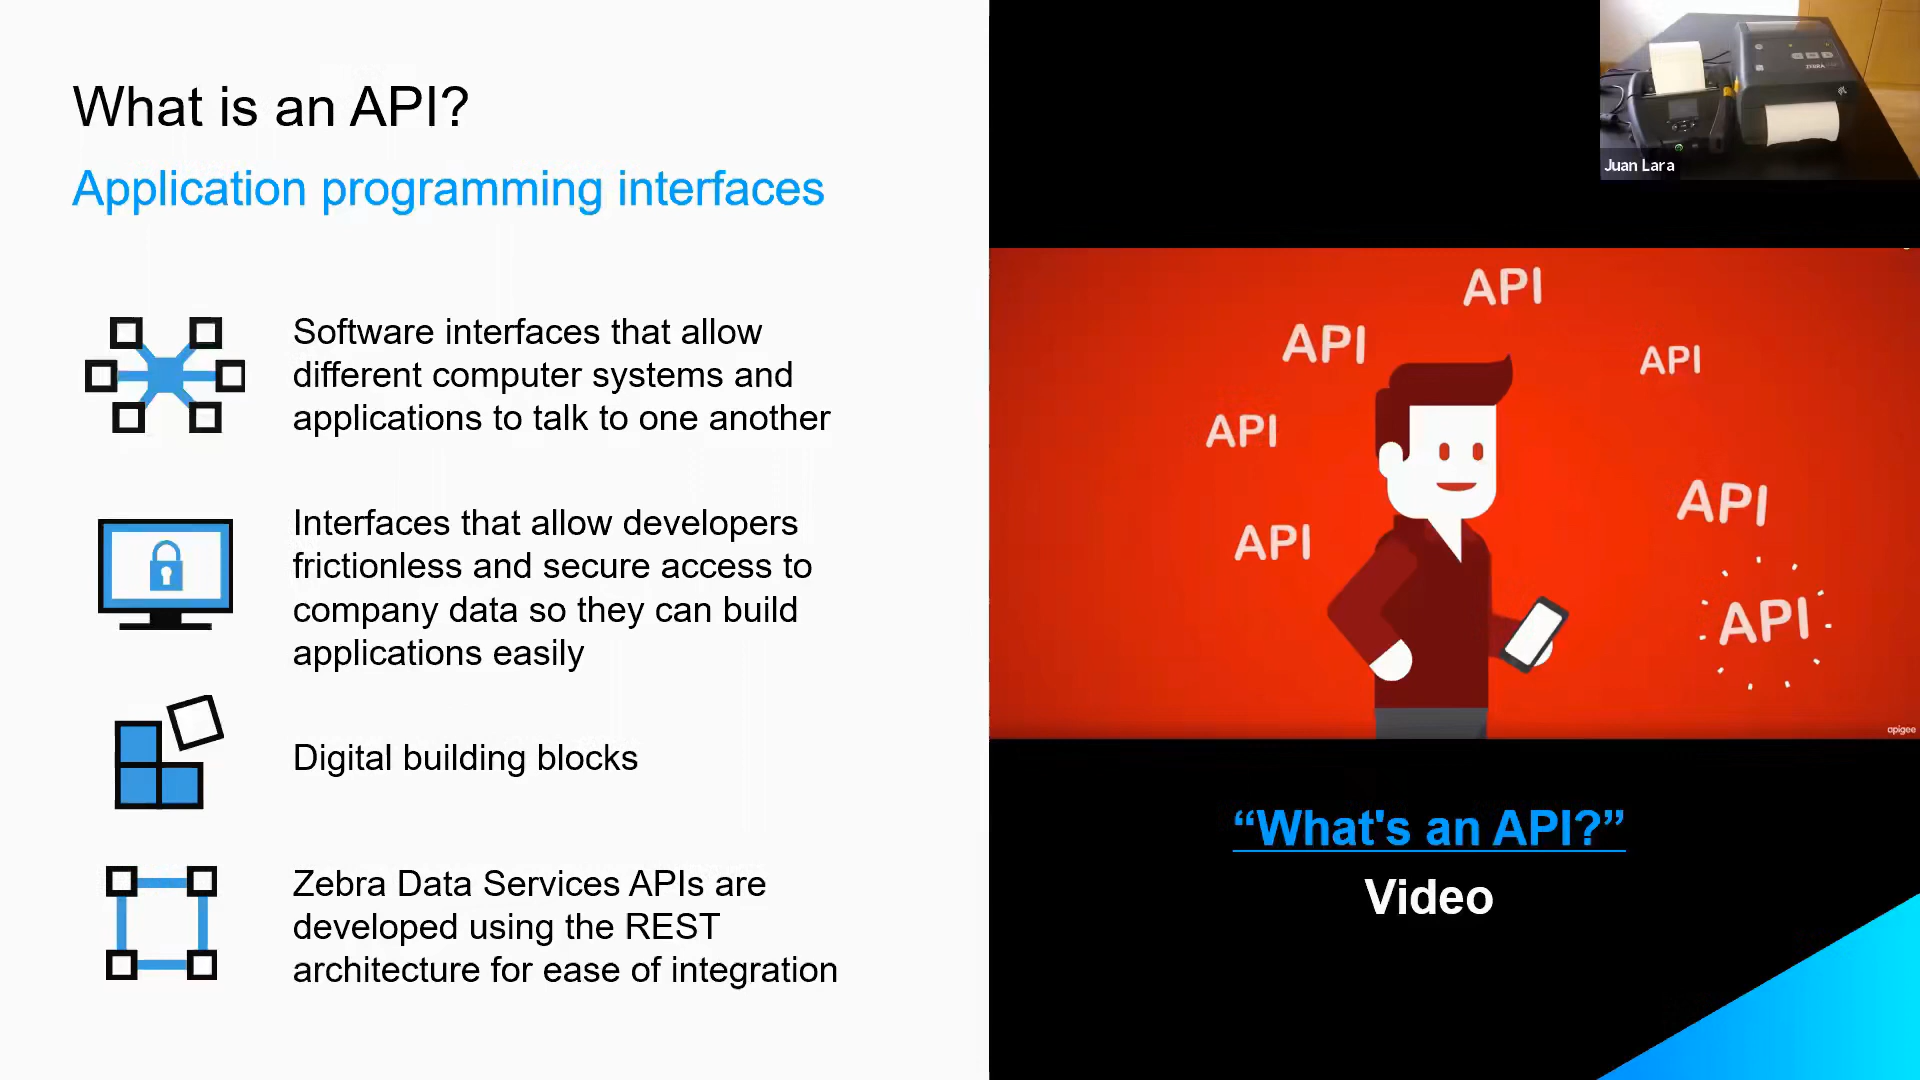 What is an API?
Application programming interfaces
Software interfaces that allow
different computer systems and
applications to talk to one another
Interfaces that allow developers
frictionless and secure access to
company data so they can build
applications easily
Digital building blocks
Zebra Data Services APIs are
developed using the REST
architecture for ease of integration
ZEBRA
Juan Lara
API
API
API
API
API
API
API
apigee
“What's an API?”
Video